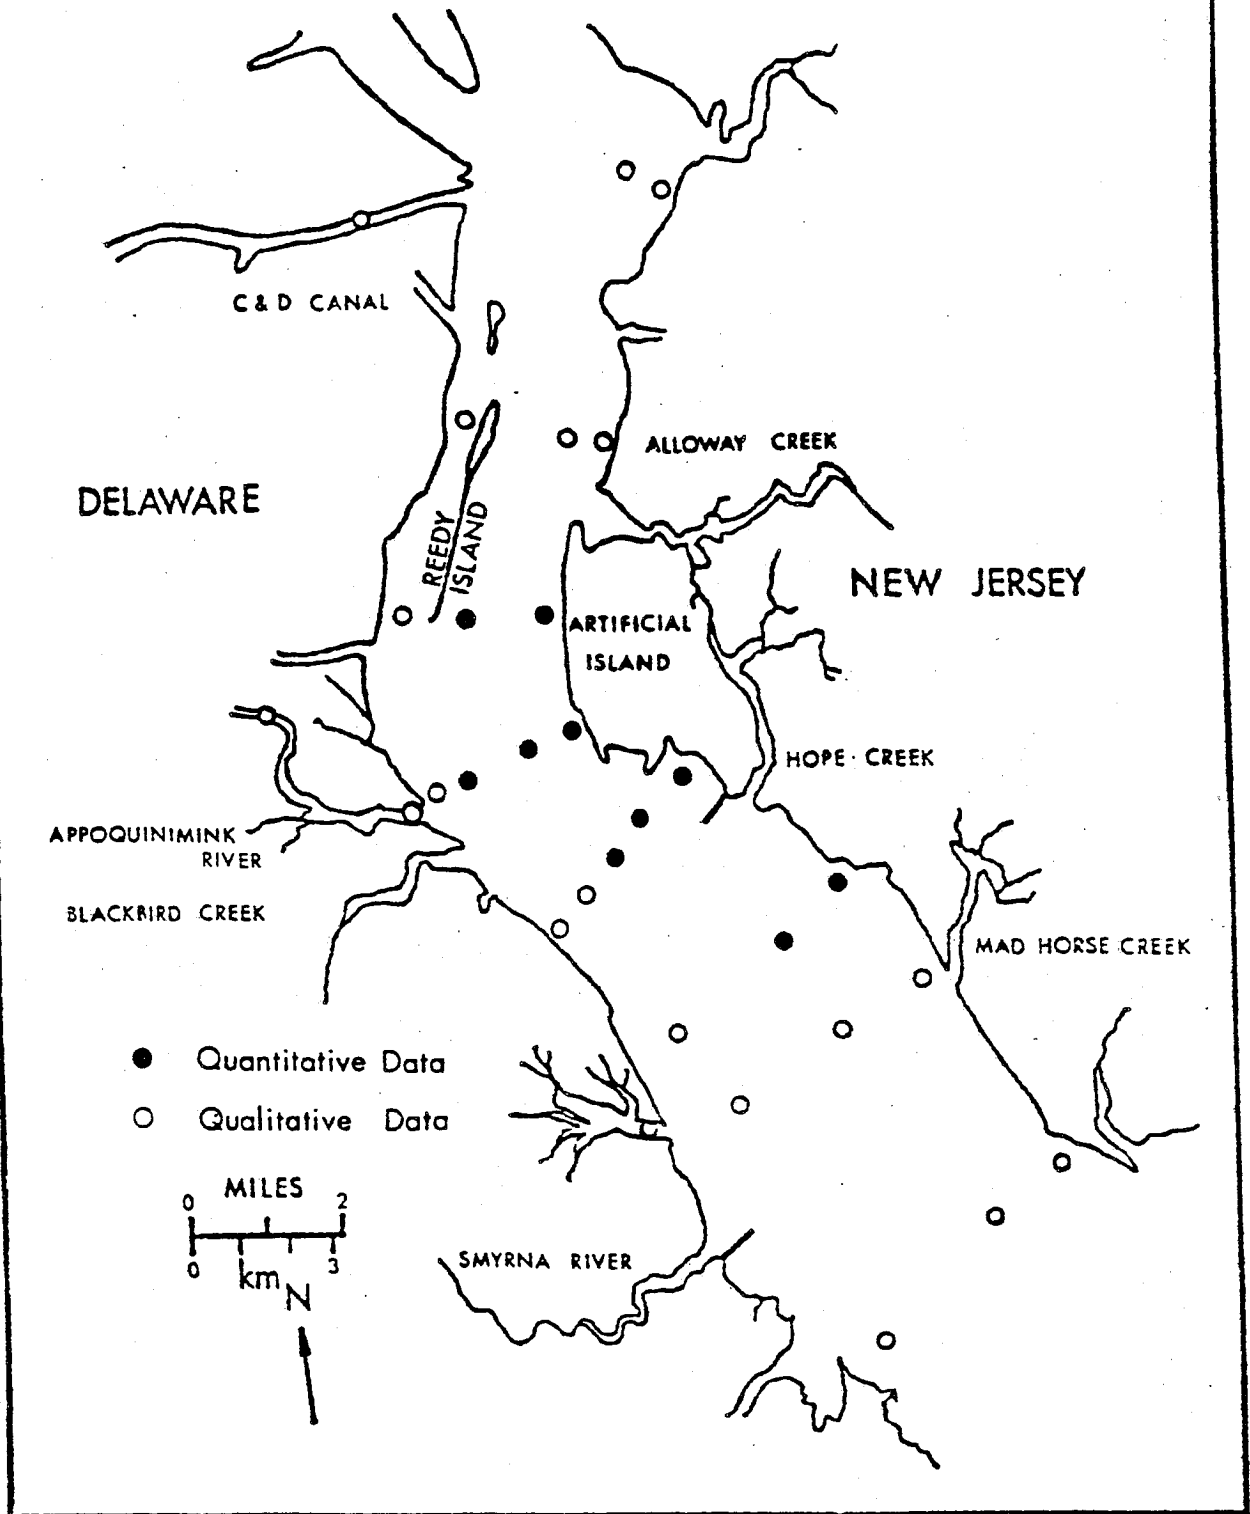 C & D CANAL
ALLOWAY CREEK
DELAWARE
REEDY
ISLAND
NEW JERSEY
ARTIFICIAL
ISLAND
HOPE CREEK
APPOQUINIMINK
RIVER
BLACKBIRD CREEK
MAD HORSE CREEK
Quantitative Data
Qualitative Data
MILES
0 2
0 3
km
N
SMYRNA RIVER